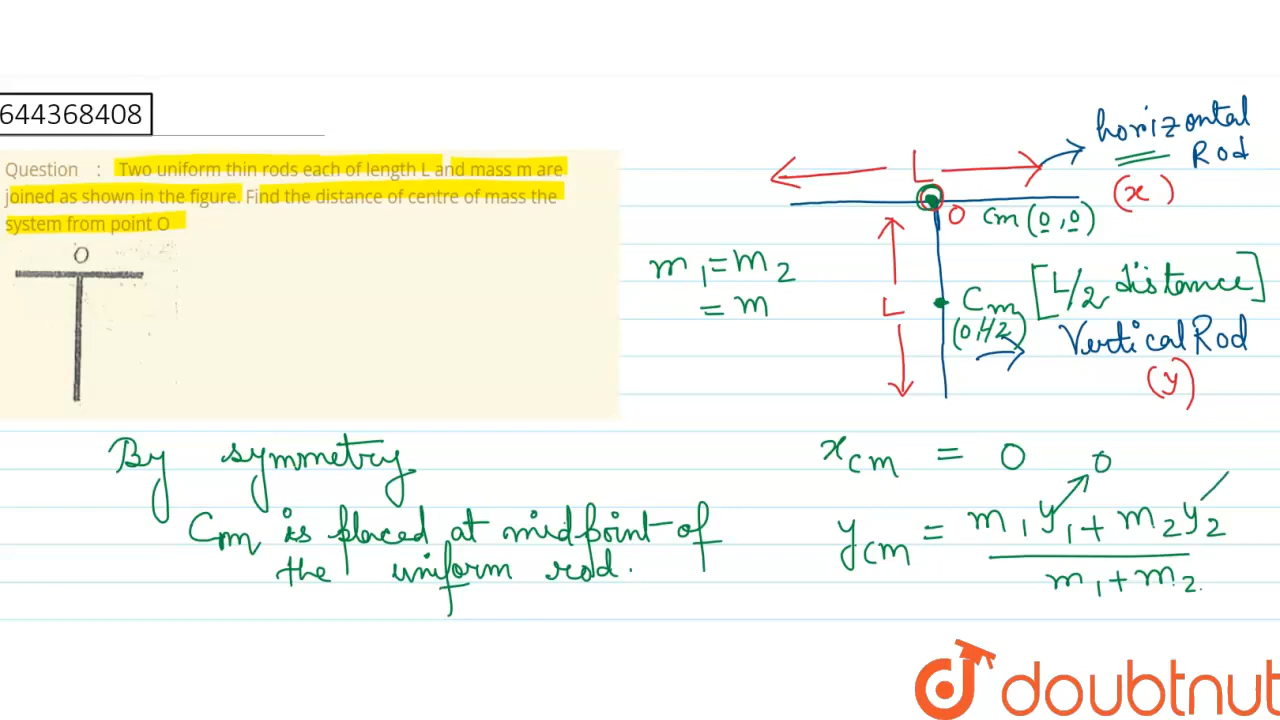 644368408
Question : Two uniform thin rods each of length L and mass m are
joined as shown in the figure. Find the distance of centre of mass the
system from point O
O
L
horizontal
Rod
(x)
O
Cm (0,0)
m₁=m₂
= m
L
Cm [L/2 distance]
Vertical Rod
(y)
By symmetry
Cm is placed at midpoint of
the uniform rod.
xcm = 0
0
ycm = m₁y₁ + m₂y₂
m₁ + m₂
doubtnut